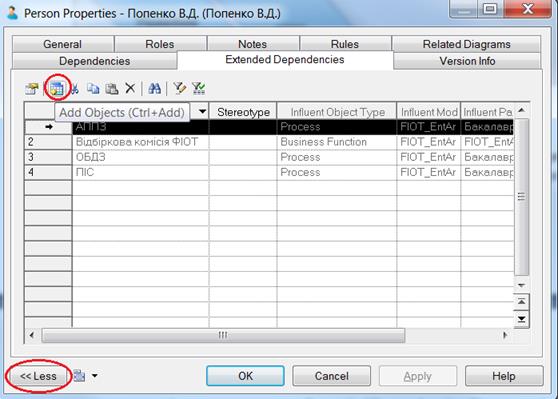 Person Properties - Попенко В.Д. (Попенко В.Д.)
General Roles Notes Rules Related Diagrams
Dependencies Extended Dependencies Version Info
Add Objects (Ctrl+Add) Stereotype Influent Object Type Influent Mod Influent Pa
АППЗ Process FIOT_EntAr Бакалавр
2 Відбіркова комісія ФІОТ Business Function FIOT_EntAr FIOT_EntAr
3 ОБДЗ Process FIOT_EntAr Бакалавр
4 ПІС Process FIOT_EntAr Бакалавр
<< Less OK Cancel Apply Help